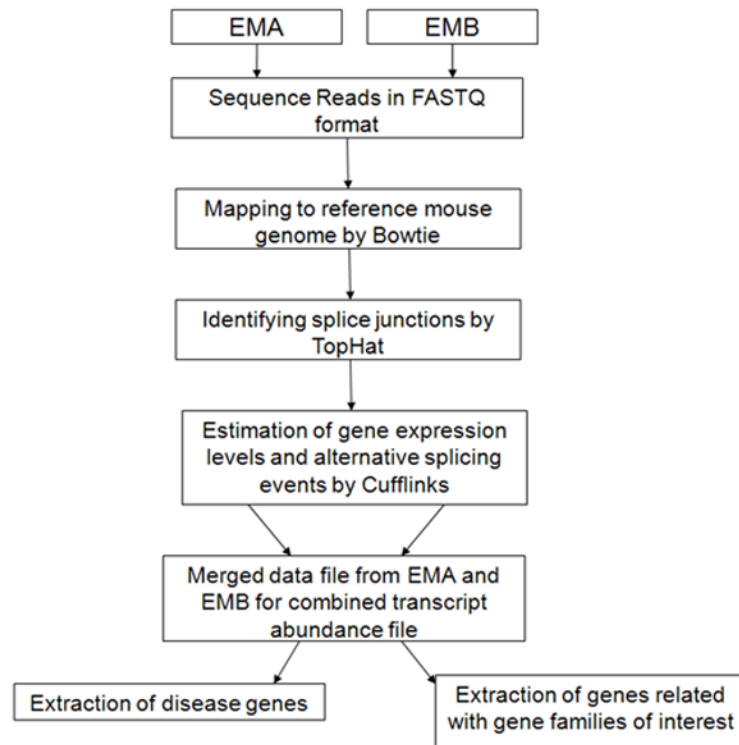 EMA
EMB
Sequence Reads in FASTQ
format
Mapping to reference mouse
genome by Bowtie
Identifying splice junctions by
TopHat
Estimation of gene expression
levels and alternative splicing
events by Cufflinks
Merged data file from EMA and
EMB for combined transcript
abundance file
Extraction of disease genes
Extraction of genes related
with gene families of interest